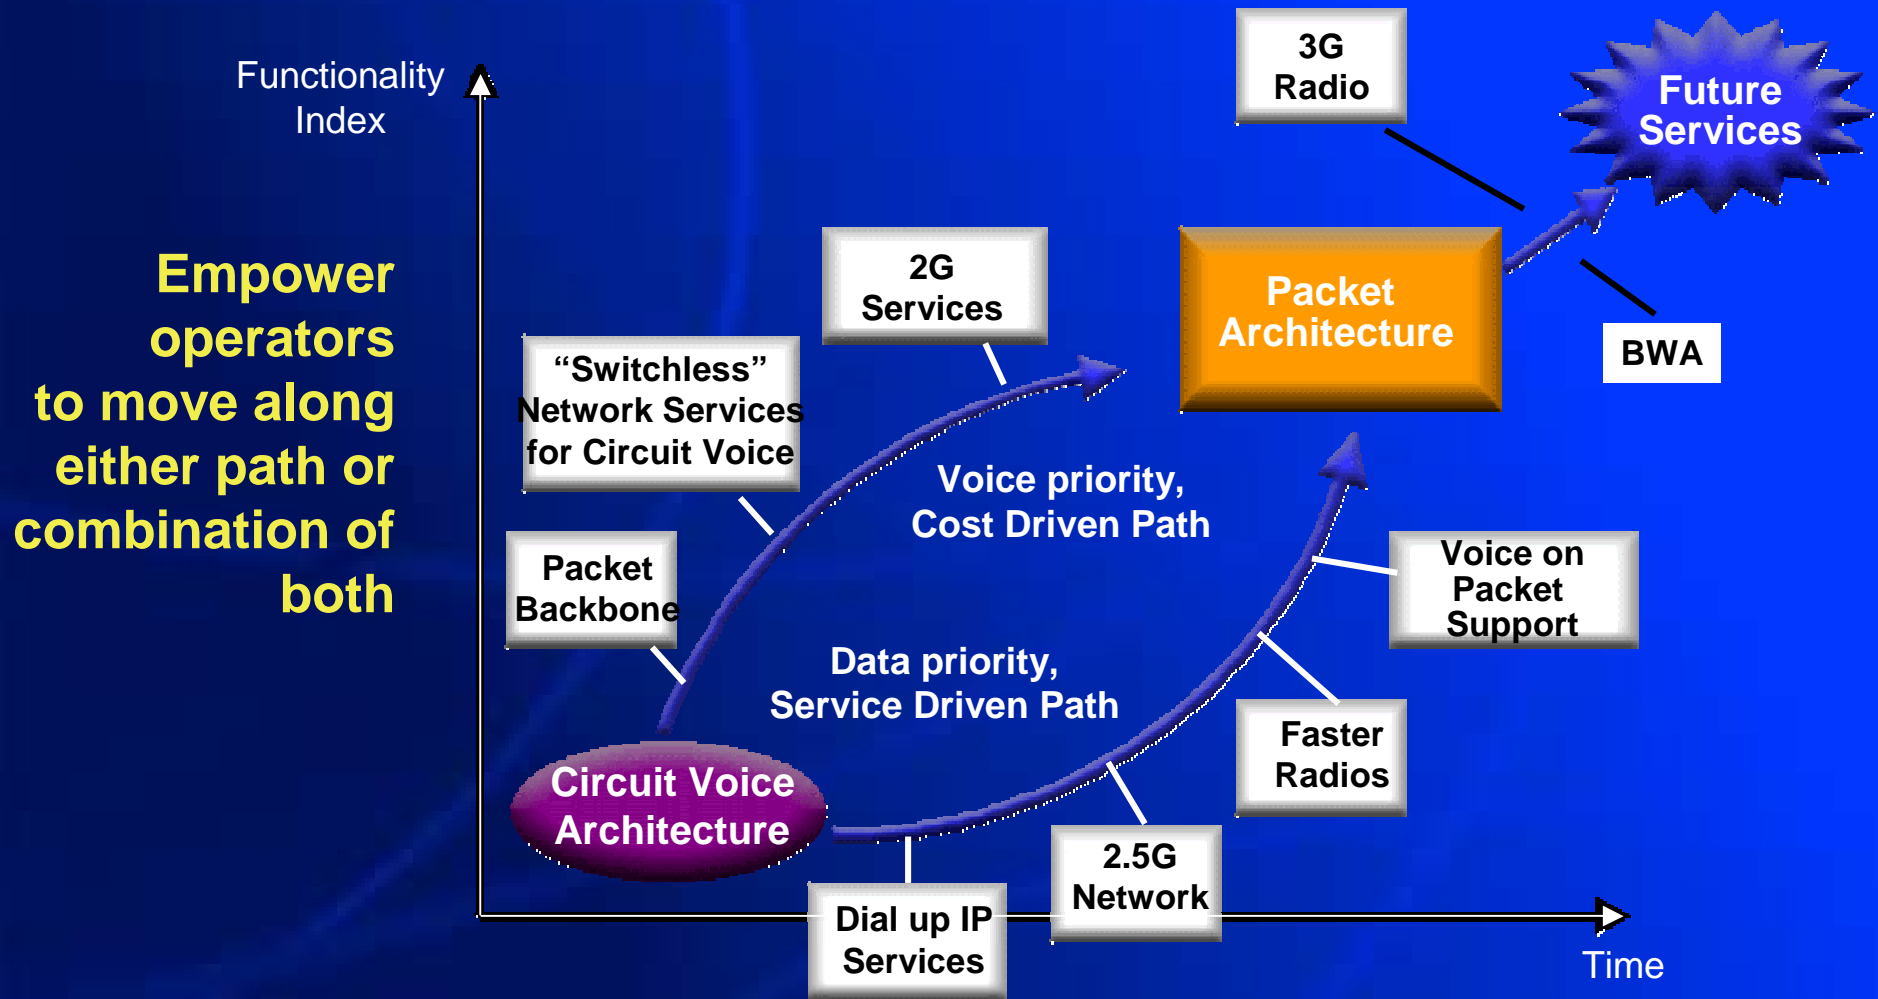 Functionality
Index
3G
Radio
Future
Services
Empower
operators
to move along
either path or
combination of
both
2G
Services
Packet
Architecture
BWA
“Switchless”
Network Services
for Circuit Voice
Voice priority,
Cost Driven Path
Packet
Backbone
Voice on
Packet
Support
Data priority,
Service Driven Path
Faster
Radios
Circuit Voice
Architecture
2.5G
Network
Dial up IP
Services
Time